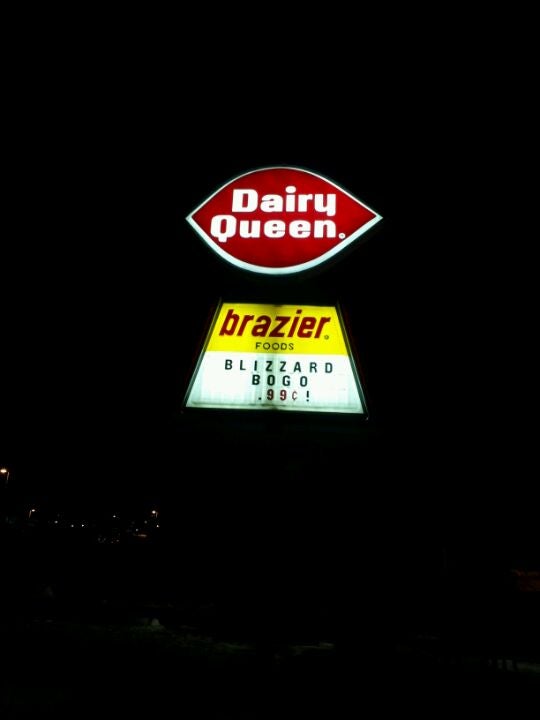 Dairy
Queen®
brazier®
FOODS
BLIZZARD
BOGO
.99¢!